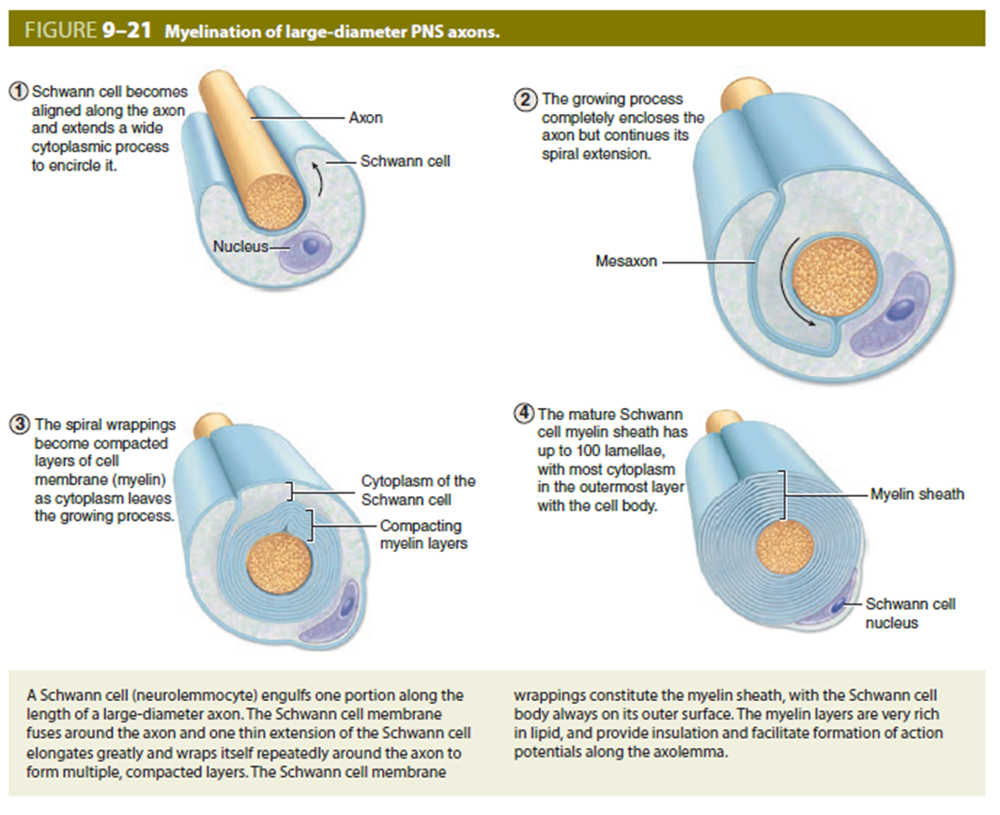 FIGURE 9–21 Myelination of large-diameter PNS axons.
1 Schwann cell becomes
aligned along the axon
and extends a wide
cytoplasmic process
to encircle it.
Axon
Schwann cell
Nucleus
2 The growing process
completely encloses the
axon but continues its
spiral extension.
Mesaxon
3 The spiral wrappings
become compacted
layers of cell
membrane (myelin)
as cytoplasm leaves
the growing process.
Cytoplasm of the
Schwann cell
Compacting
myelin layers
4 The mature Schwann
cell myelin sheath has
up to 100 lamellae,
with most cytoplasm
in the outermost layer
with the cell body.
Myelin sheath
Schwann cell
nucleus
A Schwann cell (neurolemmocyte) engulfs one portion along the
length of a large-diameter axon. The Schwann cell membrane
fuses around the axon and one thin extension of the Schwann cell
elongates greatly and wraps itself repeatedly around the axon to
form multiple, compacted layers. The Schwann cell membrane
wrappings constitute the myelin sheath, with the Schwann cell
body always on its outer surface. The myelin layers are very rich
in lipid, and provide insulation and facilitate formation of action
potentials along the axolemma.